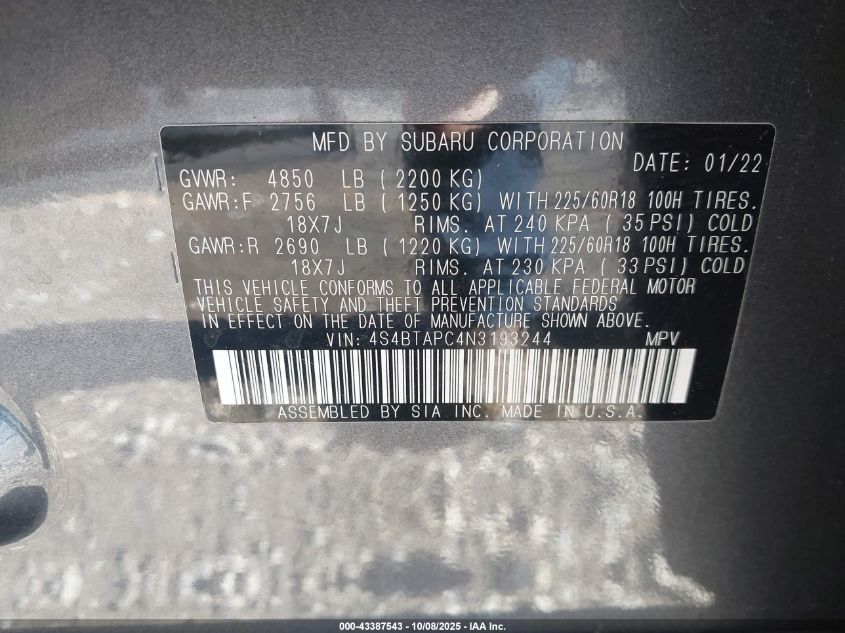 MFD BY SUBARU CORPORATION
DATE: 01/22
GVWR: 4850 LB ( 2200 KG)
GAWR:F 2756 LB ( 1250 KG) WITH 225/60R18 100H TIRES.
18X7J RIMS. AT 240 KPA ( 35 PSI) COLD
GAWR:R 2690 LB ( 1220 KG) WITH 225/60R18 100H TIRES.
18X7J RIMS. AT 230 KPA ( 33 PSI) COLD
THIS VEHICLE CONFORMS TO ALL APPLICABLE FEDERAL MOTOR
VEHICLE SAFETY AND THEFT PREVENTION STANDARDS
IN EFFECT ON THE DATE OF MANUFACTURE SHOWN ABOVE.
VIN: 4S4BTAPC4N3193244 MPV
ASSEMBLED BY SIA INC. MADE IN U.S.A.
000-43387543 - 10/08/2025 - IAA Inc.